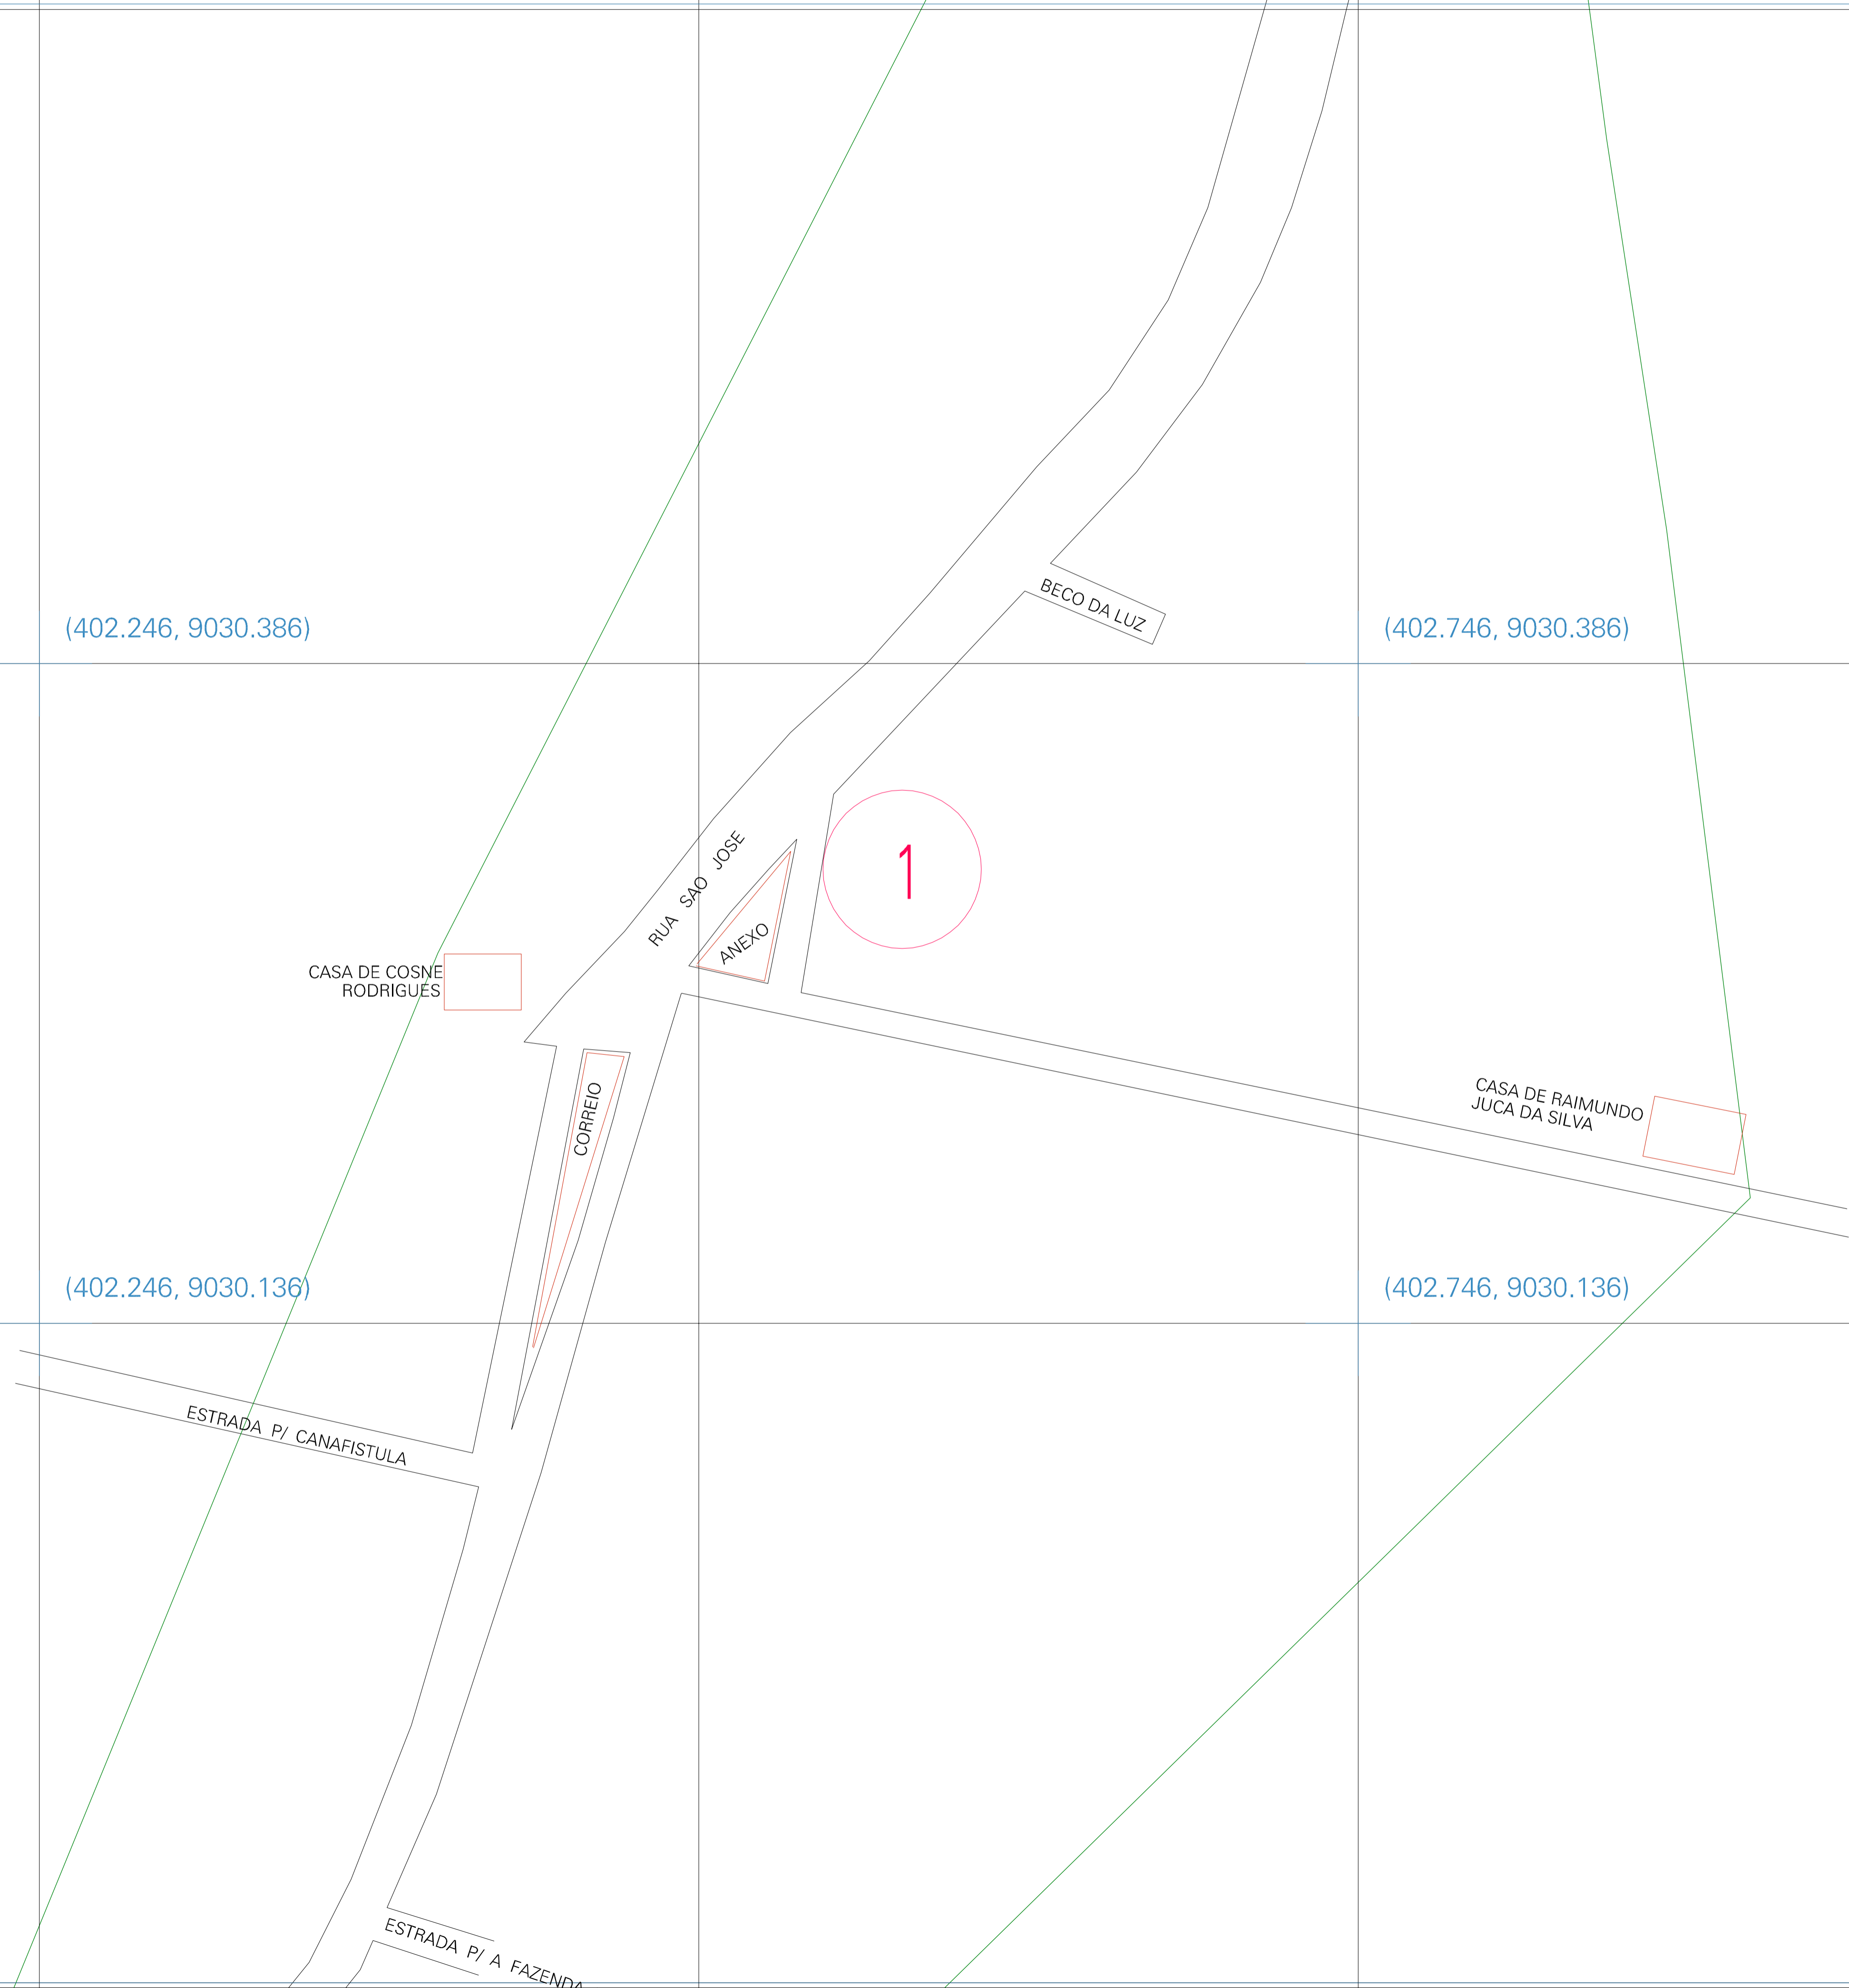 BECO DA LUZ
(402.246, 9030.386)
(402.746, 9030.386)
RUA SAO JOSE
1
ANEXO
CASA DE COSNE
RODRIGUES
CORREIO
CASA DE RAIMUNDO
JUCA DA SILVA
(402.246, 9030.136)
(402.746, 9030.136)
ESTRADA P/ CANAFISTULA
ESTRADA P/ A FAZENDA